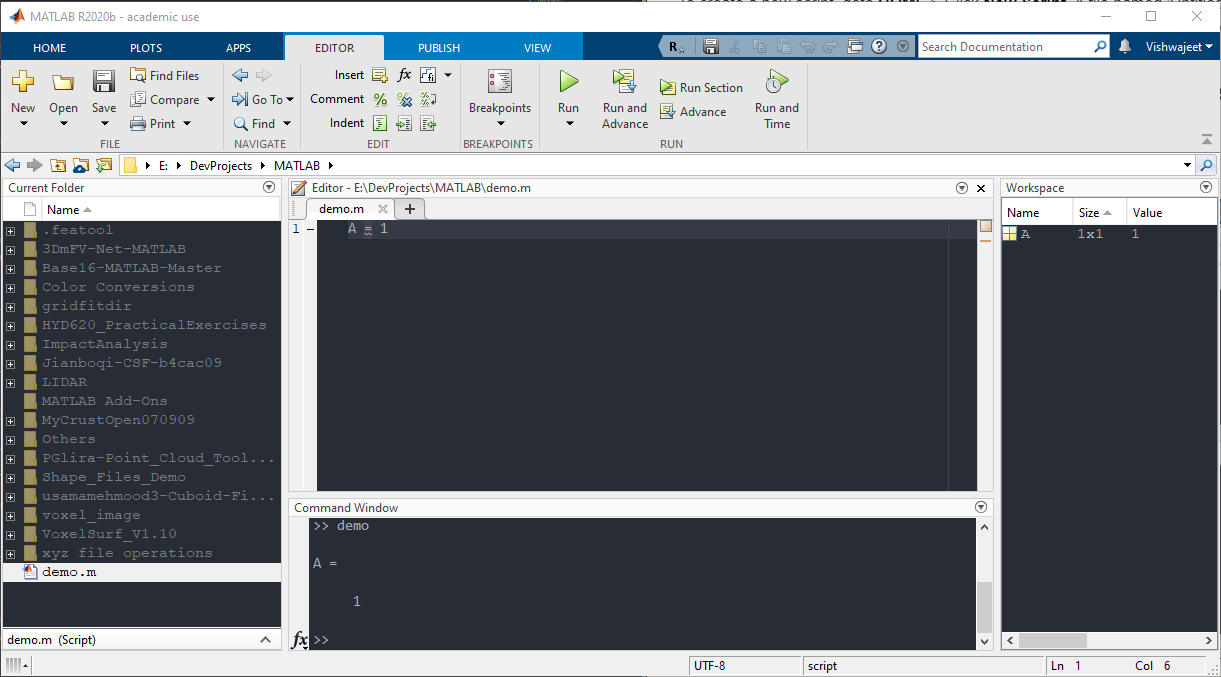 MATLAB R2020b - academic use
HOME PLOTS APPS EDITOR PUBLISH VIEW Search Documentation Vishwajeet
New Open Save Find Files Compare Print
FILE
Go To Find
NAVIGATE
Insert fx
Comment
Indent
EDIT
Breakpoints
BREAKPOINTS
Run Run and Advance Run Section Advance Run and Time
RUN
E: DevProjects MATLAB
Current Folder
Name
.featool
3DmFV-Net-MATLAB
Base16-MATLAB-Master
Color Conversions
gridfitdir
HYD620_PracticalExercises
ImpactAnalysis
Jianboqi-CSF-b4cac09
LIDAR
MATLAB Add-Ons
MyCrustOpen070909
Others
PGlira-Point_Cloud_Tool...
Shape_Files_Demo
usamamehmood3-Cuboid-Fi...
voxel_image
VoxelSurf_V1.10
xyz file operations
demo.m
demo.m (Script)
Editor - E:\DevProjects\MATLAB\demo.m
demo.m
1 A = 1
Command Window
>> demo
A =
1
fx >>
Workspace
Name Size Value
A 1x1 1
UTF-8 script Ln 1 Col 6